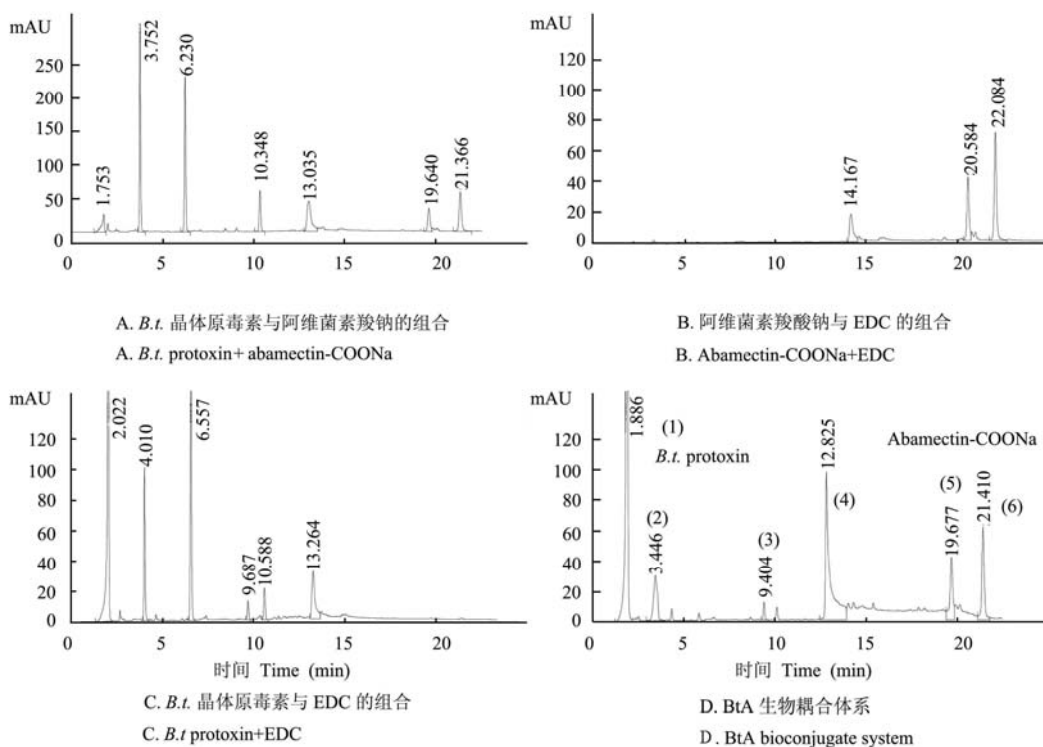 mAU
250
200
150
100
50
0
1.753
3.752
6.230
10.348
13.035
19.640
21.366
0 5 10 15 20
A. B.t. 晶体原毒素与阿维菌素羧钠的组合
A. B.t. protoxin+ abamectin-COONa
mAU
120
100
80
60
40
20
0
14.167
20.584
22.084
0 5 10 15 20
B. 阿维菌素羧酸钠与 EDC 的组合
B. Abamectin-COONa+EDC
mAU
120
100
80
60
40
20
0
2.022
4.010
6.557
9.687
10.588
13.264
0 5 10 15 20
时间 Time (min)
C. B.t. 晶体原毒素与 EDC 的组合
C. B.t protoxin+EDC
mAU
120
100
80
60
40
20
0
1.886
(1)
B.t. protoxin
3.446
(2)
9.404
(3)
12.825
(4)
Abamectin-COONa
19.677
(5)
21.410
(6)
0 5 10 15 20
时间 Time (min)
D. BtA 生物耦合体系
D. BtA bioconjugate system